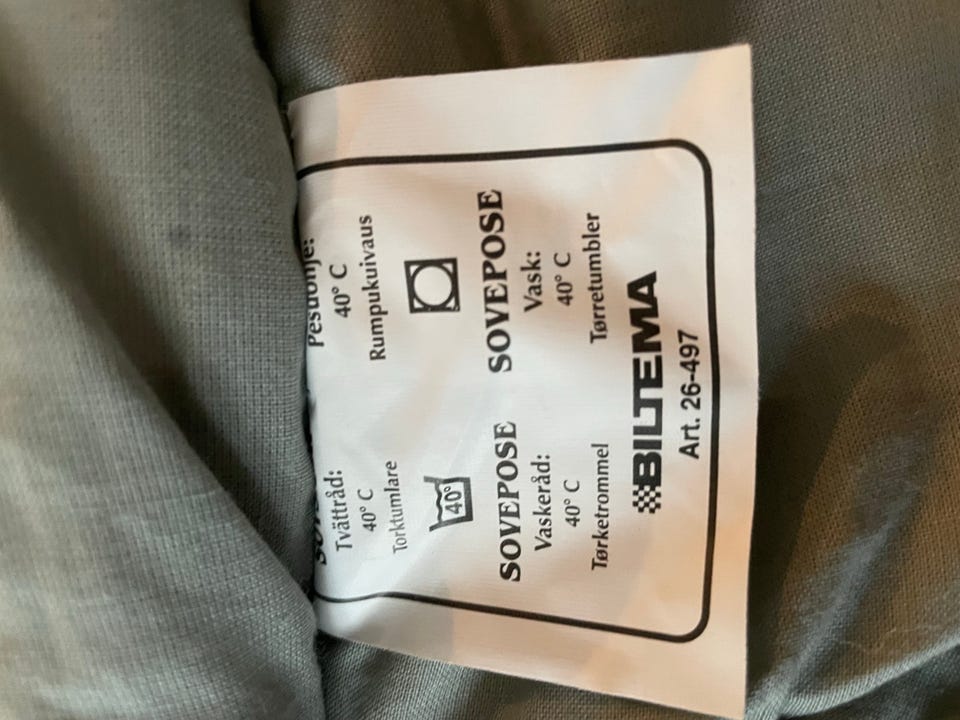 Tvättråd:
40° C
Torktumlare
Pesuohje:
40° C
Rumpukuivaus
40°
SOVEPOSE
Vaskeråd:
40° C
Tørketrommel
SOVEPOSE
Vask:
40° C
Tørretumbler
BILTEMA
Art. 26-497